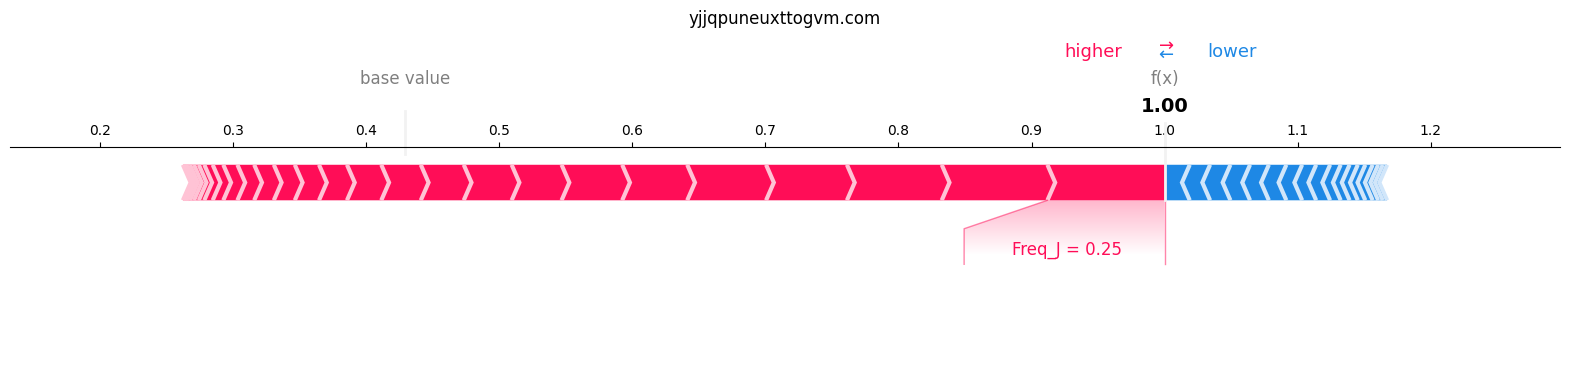 yjjqpuneuxttogvm.com
higher ⇄ lower
base value f(x)
1.00
0.2 0.3 0.4 0.5 0.6 0.7 0.8 0.9 1.0 1.1 1.2
Freq_J = 0.25